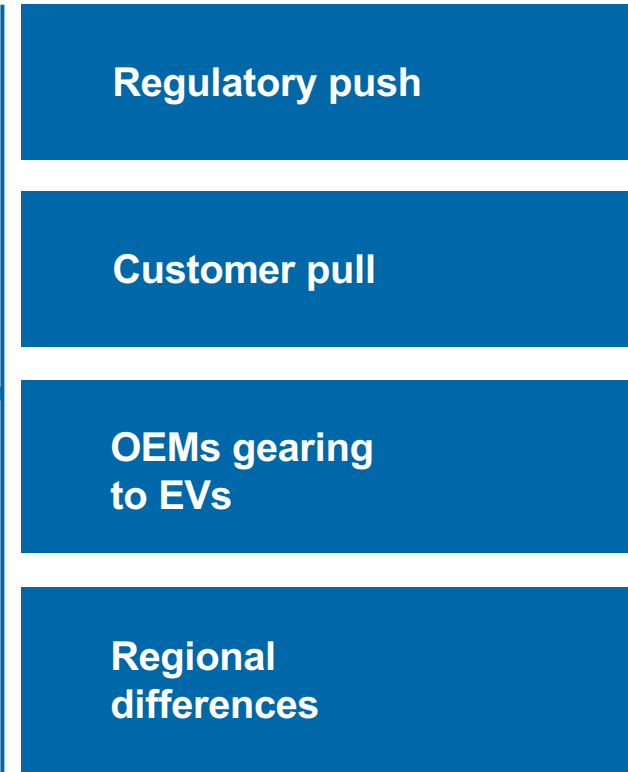 Regulatory push
Customer pull
OEMs gearing
to EVs
Regional
differences